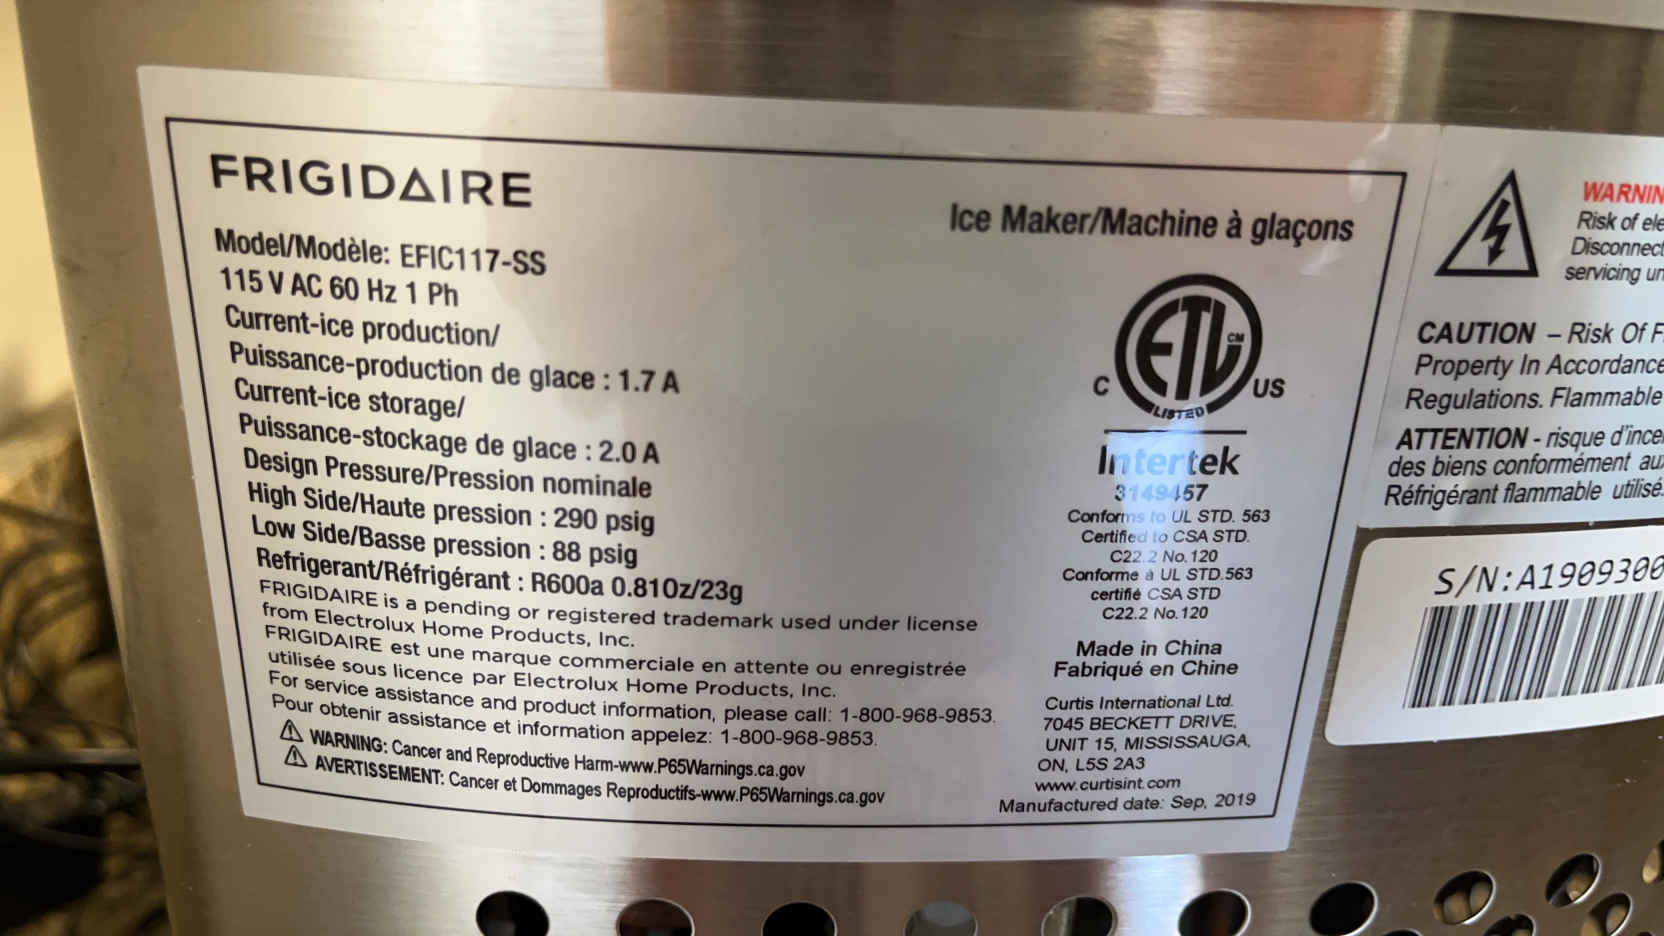 FRIGIDAIRE
Ice Maker/Machine à glaçons
Model/Modèle: EFIC117-SS
115 V AC 60 Hz 1 Ph
Current-ice production/
Puissance-production de glace : 1.7 A
Current-ice storage/
Puissance-stockage de glace : 2.0 A
Design Pressure/Pression nominale
High Side/Haute pression : 290 psig
Low Side/Basse pression : 88 psig
Refrigerant/Réfrigérant : R600a 0.81Oz/23g
FRIGIDAIRE is a pending or registered trademark used under license
from Electrolux Home Products, Inc.
FRIGIDAIRE est une marque commerciale en attente ou enregistrée
utilisée sous licence par Electrolux Home Products, Inc.
For service assistance and product information, please call: 1-800-968-9853.
Pour obtenir assistance et information appelez: 1-800-968-9853.
WARNING: Cancer and Reproductive Harm-www.P65Warnings.ca.gov
AVERTISSEMENT: Cancer et Dommages Reproductifs-www.P65Warnings.ca.gov
ETL CM
C US
LISTED
Intertek
3149457
Conforms to UL STD. 563
Certified to CSA STD.
C22.2 No.120
Conforme à UL STD.563
certifié CSA STD
C22.2 No.120
Made in China
Fabriqué en Chine
Curtis International Ltd.
7045 BECKETT DRIVE,
UNIT 15, MISSISSAUGA,
ON, L5S 2A3
www.curtisint.com
Manufactured date: Sep, 2019
WARNIN
Risk of ele
Disconnect
servicing un
CAUTION – Risk Of F
Property In Accordance
Regulations. Flammable
ATTENTION - risque d'ince
des biens conformément au
Réfrigérant flammable utilisé
S/N:A1909300